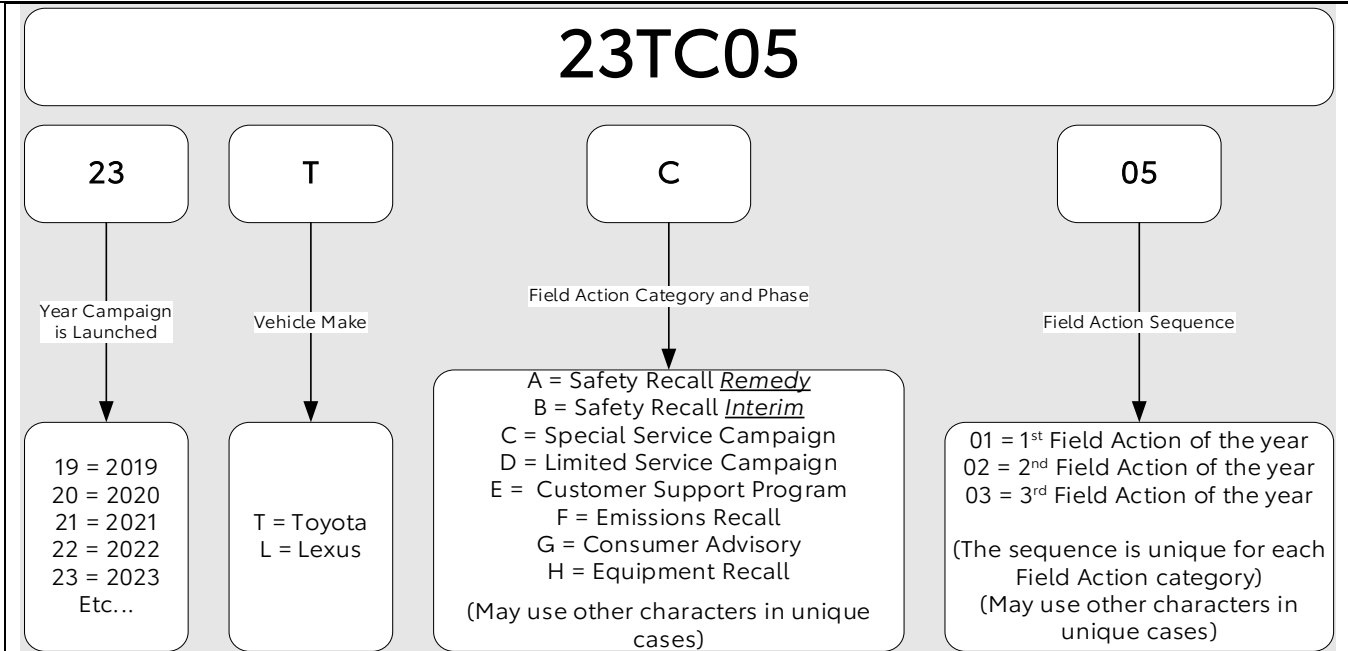 23TC05
23
T
C
05
Year Campaign
is Launched
Vehicle Make
Field Action Category and Phase
Field Action Sequence
19 = 2019
20 = 2020
21 = 2021
22 = 2022
23 = 2023
Etc...
T = Toyota
L = Lexus
A = Safety Recall Remedy
B = Safety Recall Interim
C = Special Service Campaign
D = Limited Service Campaign
E = Customer Support Program
F = Emissions Recall
G = Consumer Advisory
H = Equipment Recall
(May use other characters in unique
cases)
01 = 1st Field Action of the year
02 = 2nd Field Action of the year
03 = 3rd Field Action of the year
(The sequence is unique for each
Field Action category)
(May use other characters in
unique cases)